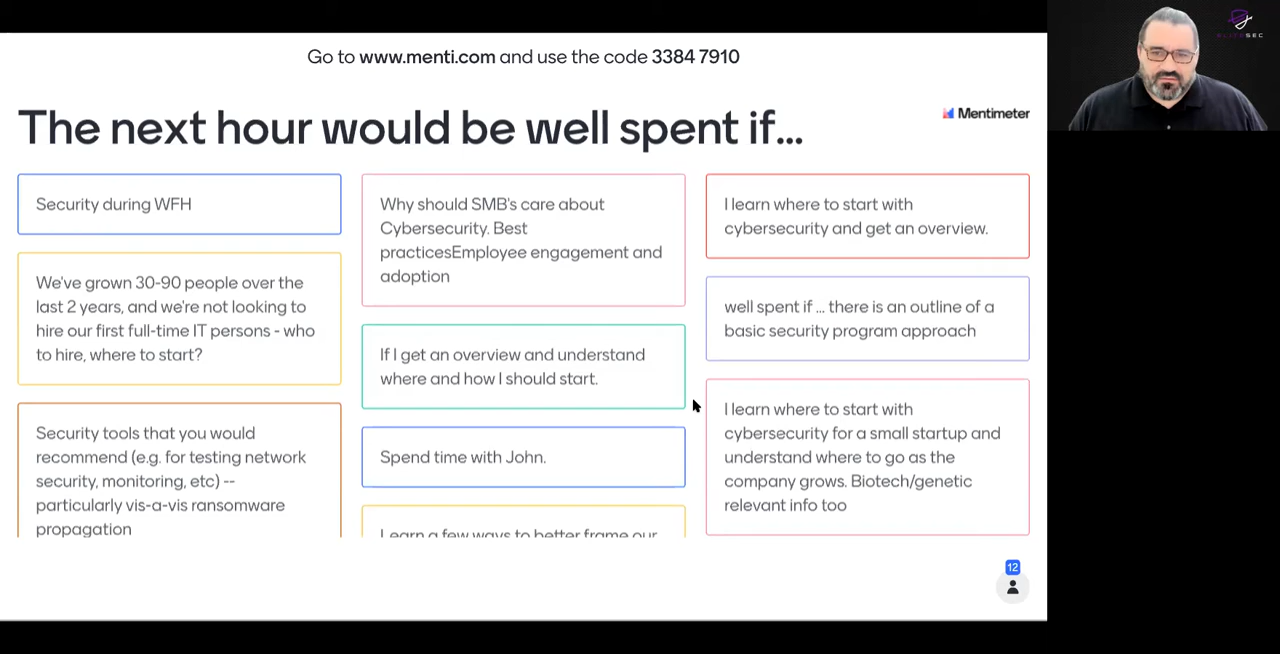 Go to www.menti.com and use the code 3384 7910
The next hour would be well spent if...
Mentimeter
Security during WFH
We've grown 30-90 people over the
last 2 years, and we're not looking to
hire our first full-time IT persons - who
to hire, where to start?
Security tools that you would
recommend (e.g. for testing network
security, monitoring, etc) --
particularly vis-a-vis ransomware
propagation
Why should SMB's care about
Cybersecurity. Best
practicesEmployee engagement and
adoption
If I get an overview and understand
where and how I should start.
Spend time with John.
Learn a few ways to better frame our
I learn where to start with
cybersecurity and get an overview.
well spent if ... there is an outline of a
basic security program approach
I learn where to start with
cybersecurity for a small startup and
understand where to go as the
company grows. Biotech/genetic
relevant info too
12